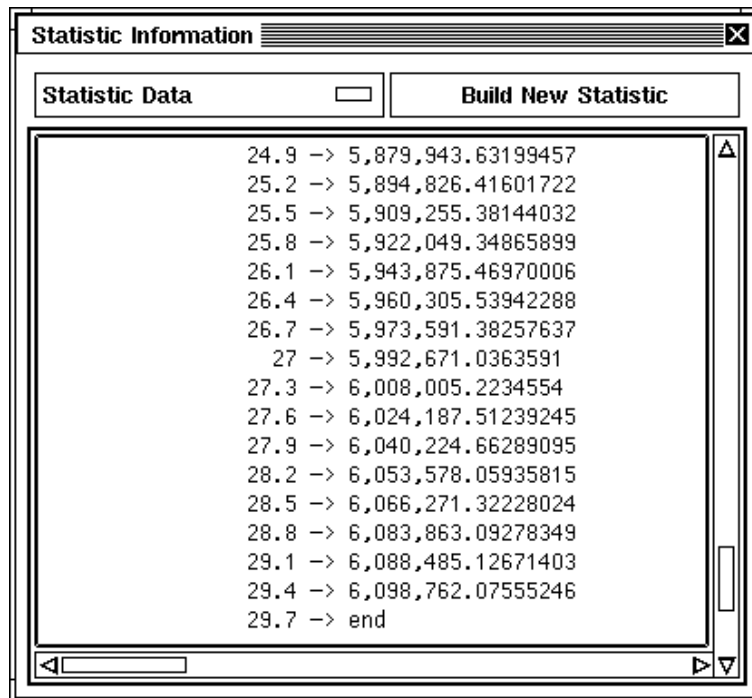 Statistic Information
Statistic Data
Build New Statistic
24.9 -> 5,879,943.63199457
25.2 -> 5,894,826.41601722
25.5 -> 5,909,255.38144032
25.8 -> 5,922,049.34865899
26.1 -> 5,943,875.46970006
26.4 -> 5,960,305.53942288
26.7 -> 5,973,591.38257637
27 -> 5,992,671.0363591
27.3 -> 6,008,005.2234554
27.6 -> 6,024,187.51239245
27.9 -> 6,040,224.66289095
28.2 -> 6,053,578.05935815
28.5 -> 6,066,271.32228024
28.8 -> 6,083,863.09278349
29.1 -> 6,088,485.12671403
29.4 -> 6,098,762.07555246
29.7 -> end